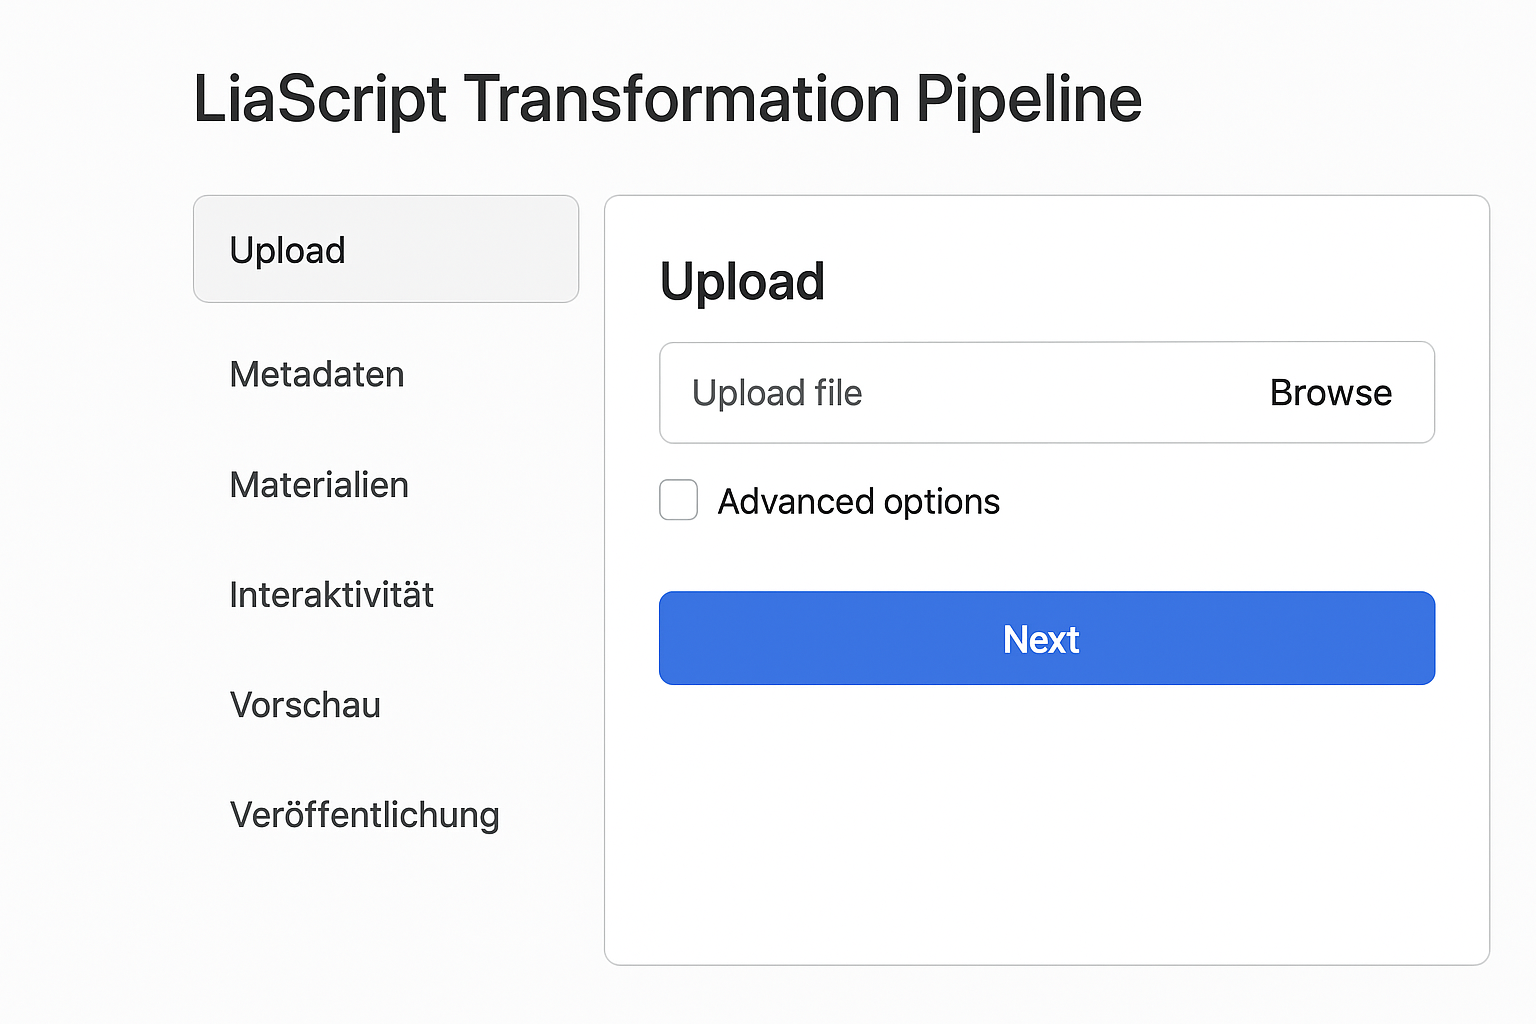 LiaScript Transformation Pipeline
Upload
Metadaten
Materialien
Interaktivität
Vorschau
Veröffentlichung
Upload
Upload file Browse
Advanced options
Next